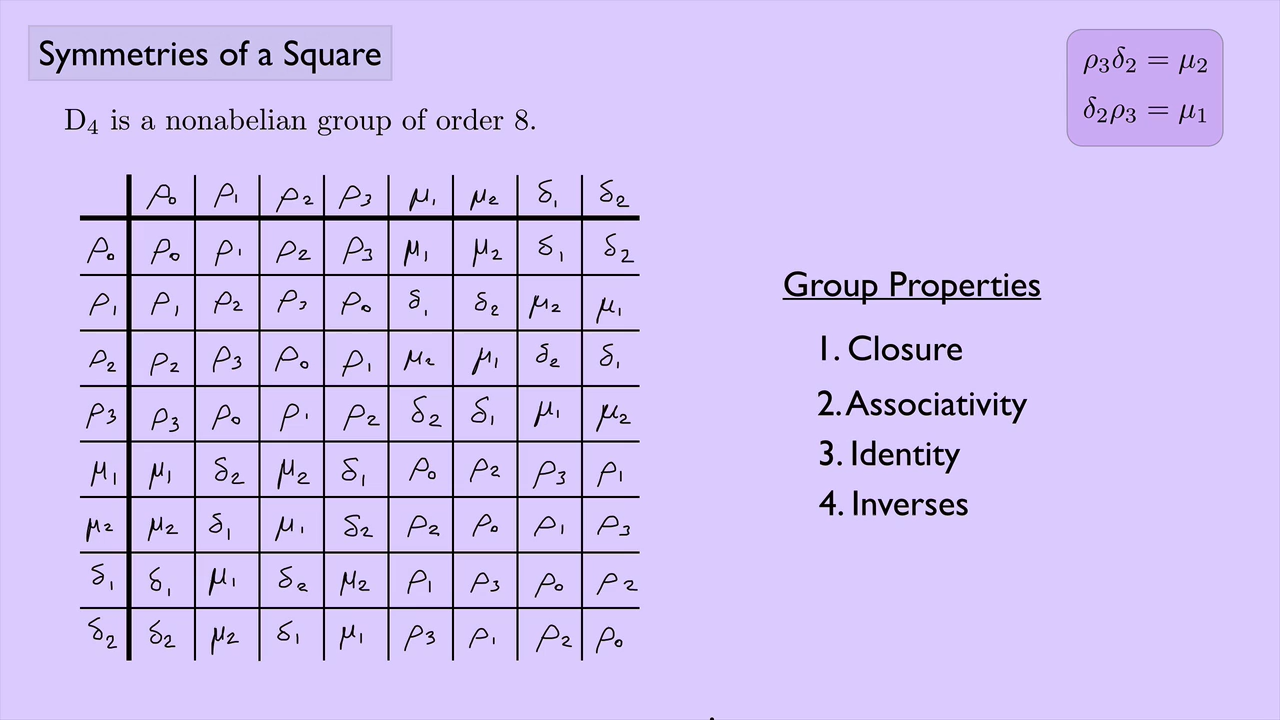 Symmetries of a Square
ρ₃δ₂ = μ₂
δ₂ρ₃ = μ₁
D₄ is a nonabelian group of order 8.
ρ₀ ρ₁ ρ₂ ρ₃ μ₁ μ₂ δ₁ δ₂
ρ₀ ρ₀ ρ₁ ρ₂ ρ₃ μ₁ μ₂ δ₁ δ₂
ρ₁ ρ₁ ρ₂ ρ₃ ρ₀ δ₁ δ₂ μ₂ μ₁
ρ₂ ρ₂ ρ₃ ρ₀ ρ₁ μ₂ μ₁ δ₂ δ₁
ρ₃ ρ₃ ρ₀ ρ₁ ρ₂ δ₂ δ₁ μ₁ μ₂
μ₁ μ₁ δ₂ μ₂ δ₁ ρ₀ ρ₂ ρ₃ ρ₁
μ₂ μ₂ δ₁ μ₁ δ₂ ρ₂ ρ₀ ρ₁ ρ₃
δ₁ δ₁ μ₁ δ₂ μ₂ ρ₁ ρ₃ ρ₀ ρ₂
δ₂ δ₂ μ₂ δ₁ μ₁ ρ₃ ρ₁ ρ₂ ρ₀
Group Properties
1. Closure
2. Associativity
3. Identity
4. Inverses